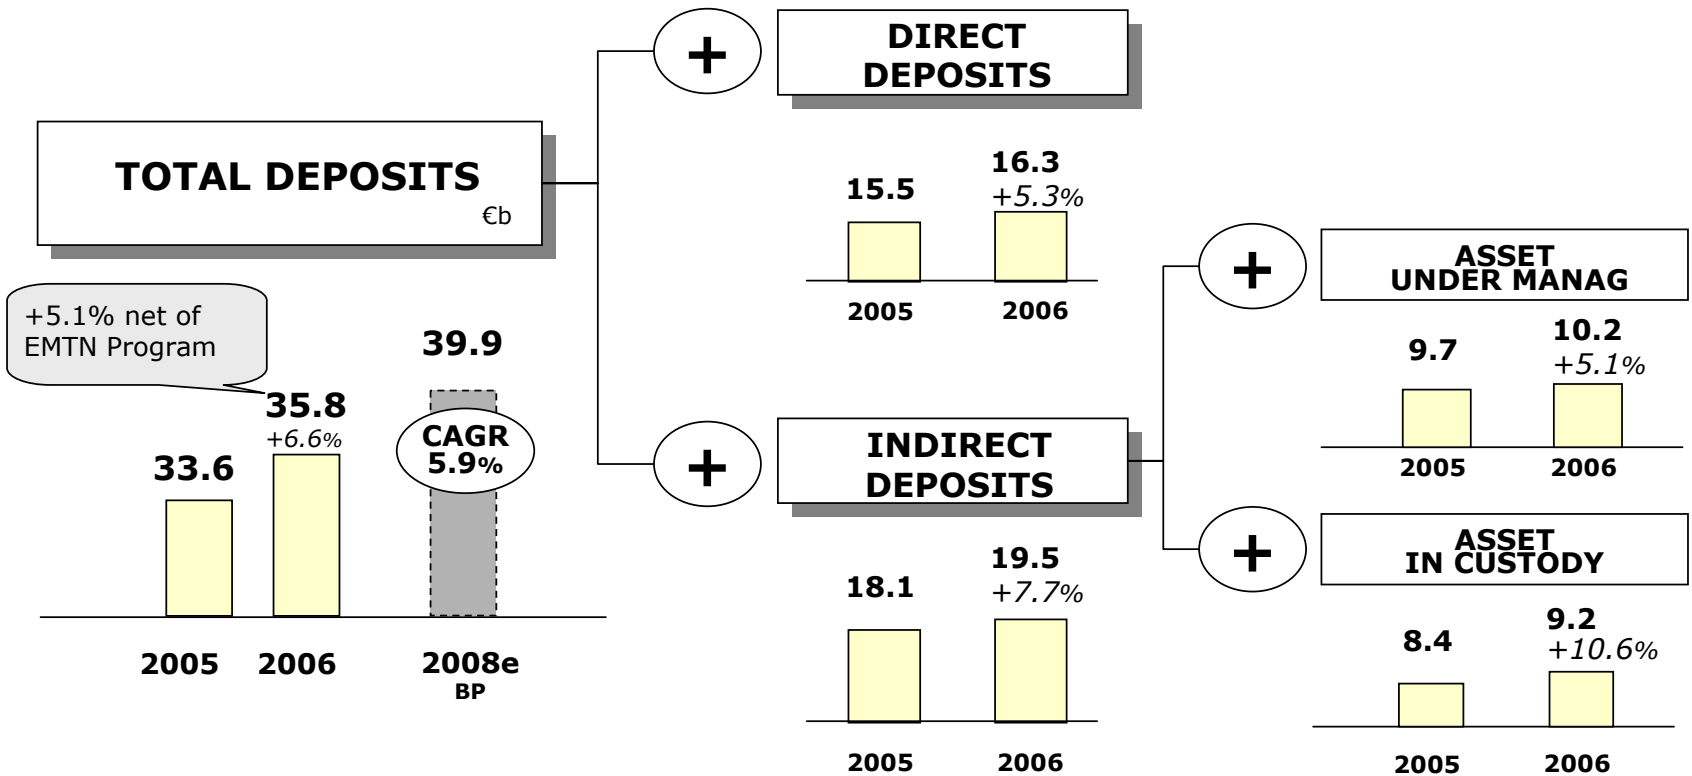 TOTAL DEPOSITS
€b
+5.1% net of
EMTN Program
33.6
35.8
+6.6%
39.9
CAGR
5.9%
2005
2006
2008e
BP
+
DIRECT
DEPOSITS
15.5
16.3
+5.3%
2005
2006
+
INDIRECT
DEPOSITS
18.1
19.5
+7.7%
2005
2006
+
ASSET
UNDER MANAG
9.7
10.2
+5.1%
2005
2006
+
ASSET
IN CUSTODY
8.4
9.2
+10.6%
2005
2006